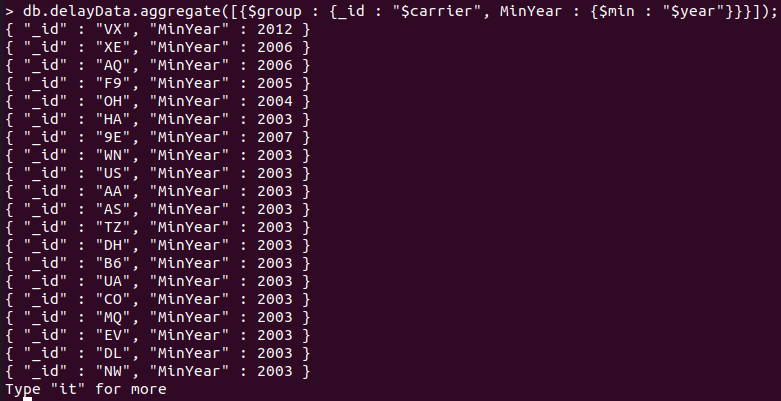 > db.delayData.aggregate([{$group : {_id : "$carrier", MinYear : {$min : "$year"}}}]);
{ "_id" : "VX", "MinYear" : 2012 }
{ "_id" : "XE", "MinYear" : 2006 }
{ "_id" : "AQ", "MinYear" : 2006 }
{ "_id" : "F9", "MinYear" : 2005 }
{ "_id" : "OH", "MinYear" : 2004 }
{ "_id" : "HA", "MinYear" : 2003 }
{ "_id" : "9E", "MinYear" : 2007 }
{ "_id" : "WN", "MinYear" : 2003 }
{ "_id" : "US", "MinYear" : 2003 }
{ "_id" : "AA", "MinYear" : 2003 }
{ "_id" : "AS", "MinYear" : 2003 }
{ "_id" : "TZ", "MinYear" : 2003 }
{ "_id" : "DH", "MinYear" : 2003 }
{ "_id" : "B6", "MinYear" : 2003 }
{ "_id" : "UA", "MinYear" : 2003 }
{ "_id" : "CO", "MinYear" : 2003 }
{ "_id" : "MQ", "MinYear" : 2003 }
{ "_id" : "EV", "MinYear" : 2003 }
{ "_id" : "DL", "MinYear" : 2003 }
{ "_id" : "NW", "MinYear" : 2003 }
Type "it" for more